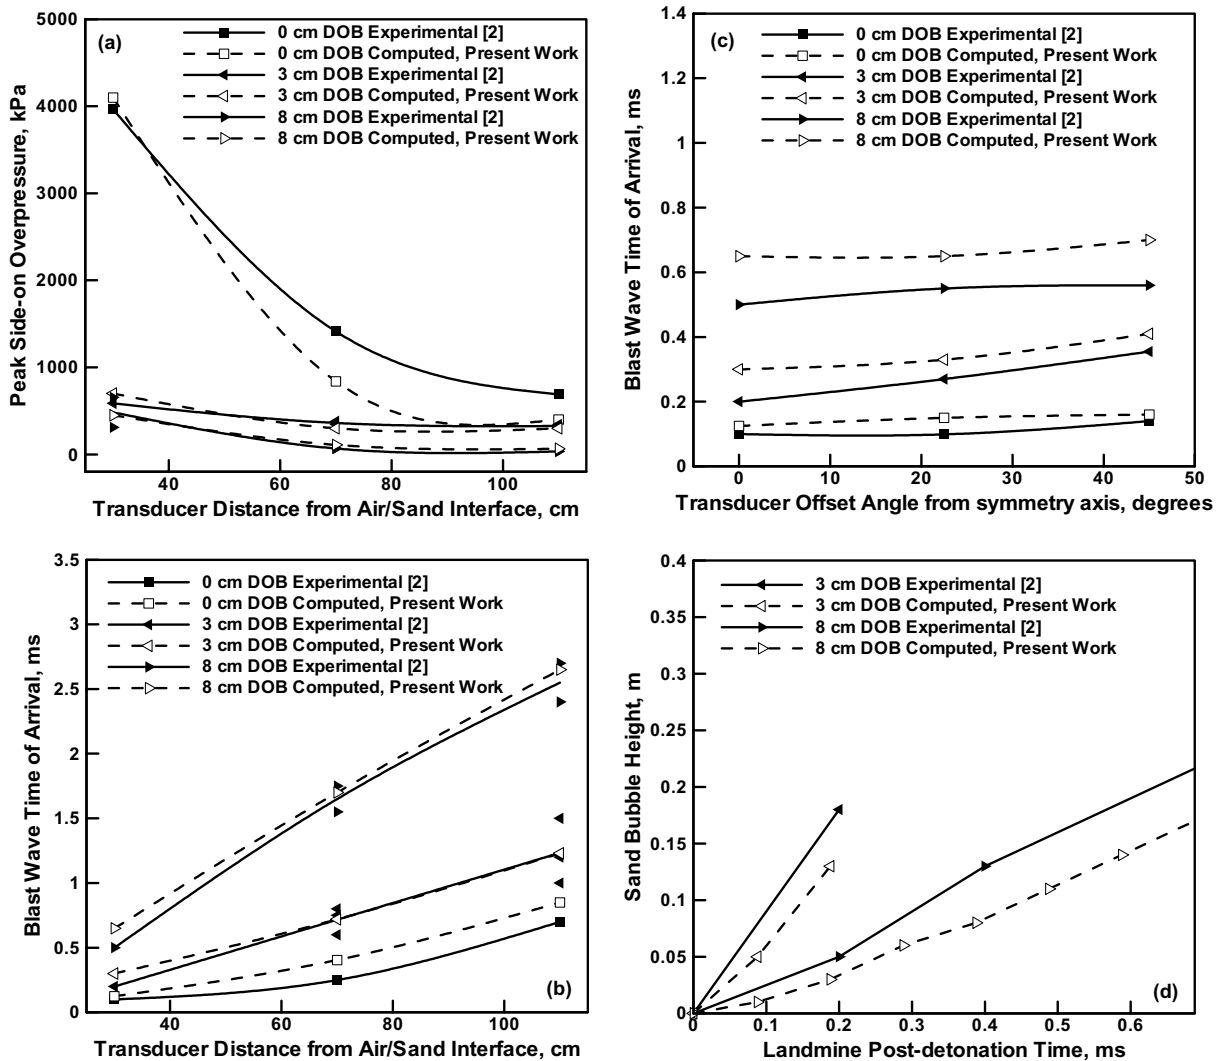 (a)
0 cm DOB Experimental [2]
0 cm DOB Computed, Present Work
3 cm DOB Experimental [2]
3 cm DOB Computed, Present Work
8 cm DOB Experimental [2]
8 cm DOB Computed, Present Work
5000
4000
3000
2000
1000
0
Peak Side-on Overpressure, kPa
40 60 80 100
Transducer Distance from Air/Sand Interface, cm
(c)
0 cm DOB Experimental [2]
0 cm DOB Computed, Present Work
3 cm DOB Experimental [2]
3 cm DOB Computed, Present Work
8 cm DOB Experimental [2]
8 cm DOB Computed, Present Work
1.4
1.2
1
0.8
0.6
0.4
0.2
0
Blast Wave Time of Arrival, ms
0 10 20 30 40 50
Transducer Offset Angle from symmetry axis, degrees
0 cm DOB Experimental [2]
0 cm DOB Computed, Present Work
3 cm DOB Experimental [2]
3 cm DOB Computed, Present Work
8 cm DOB Experimental [2]
8 cm DOB Computed, Present Work
3.5
3
2.5
2
1.5
1
0.5
0
Blast Wave Time of Arrival, ms
(b)
40 60 80 100
Transducer Distance from Air/Sand Interface, cm
3 cm DOB Experimental [2]
3 cm DOB Computed, Present Work
8 cm DOB Experimental [2]
8 cm DOB Computed, Present Work
0.4
0.35
0.3
0.25
0.2
0.15
0.1
0.05
0
Sand Bubble Height, m
(d)
0 0.1 0.2 0.3 0.4 0.5 0.6
Landmine Post-detonation Time, ms